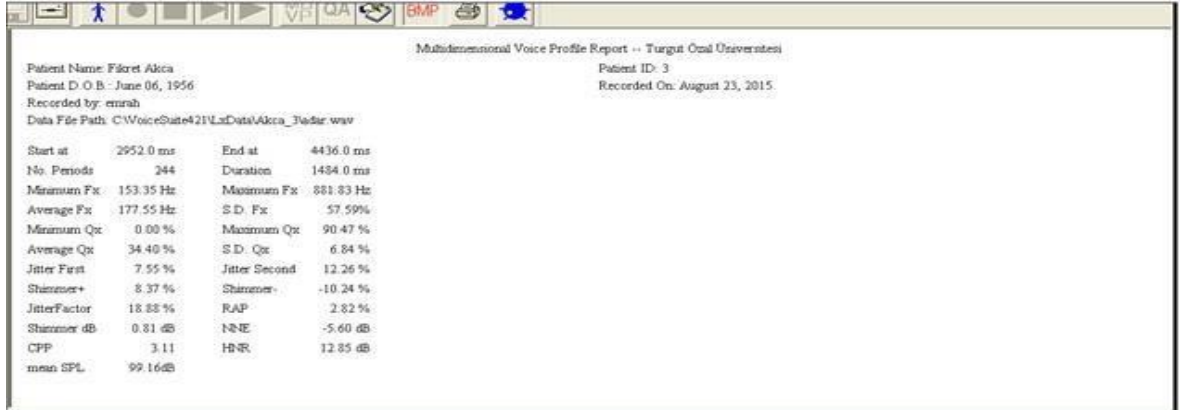 MVP QA BMP
Multidimensional Voice Profile Report -- Turgut Özal Üniversitesi
Patient Name: Fikret Akca Patient ID: 3
Patient D.O.B.: June 06, 1956 Recorded On: August 23, 2015
Recorded by: emrah
Data File Path: C:\VoiceSuite421\LxData\Akca_3\adar.wav
Start at 2952.0 ms End at 4436.0 ms
No. Periods 244 Duration 1484.0 ms
Minimum Fx 153.35 Hz Maximum Fx 881.83 Hz
Average Fx 177.55 Hz S.D. Fx 57.59%
Minimum Qx 0.00 % Maximum Qx 90.47 %
Average Qx 34.40 % S.D. Qx 6.84 %
Jitter First 7.55 % Jitter Second 12.26 %
Shimmer+ 8.37 % Shimmer- -10.24 %
JitterFactor 18.88 % RAP 2.82 %
Shimmer dB 0.81 dB NNE -5.60 dB
CPP 3.11 HNR 12.85 dB
mean SPL 99.16dB